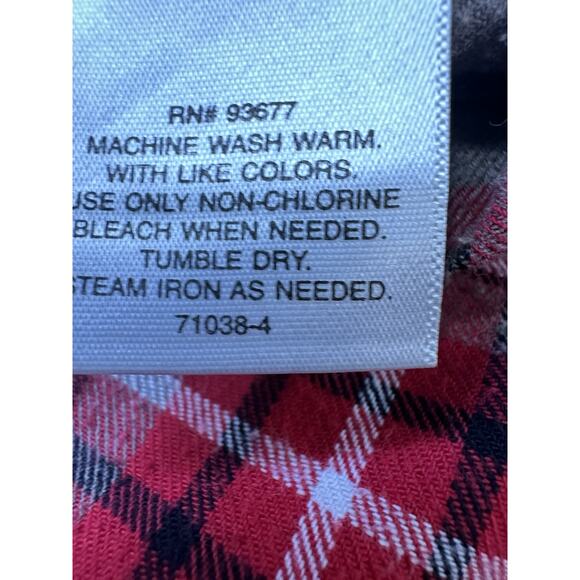 RN# 93677
MACHINE WASH WARM.
WITH LIKE COLORS.
USE ONLY NON-CHLORINE
BLEACH WHEN NEEDED.
TUMBLE DRY.
STEAM IRON AS NEEDED.
71038-4